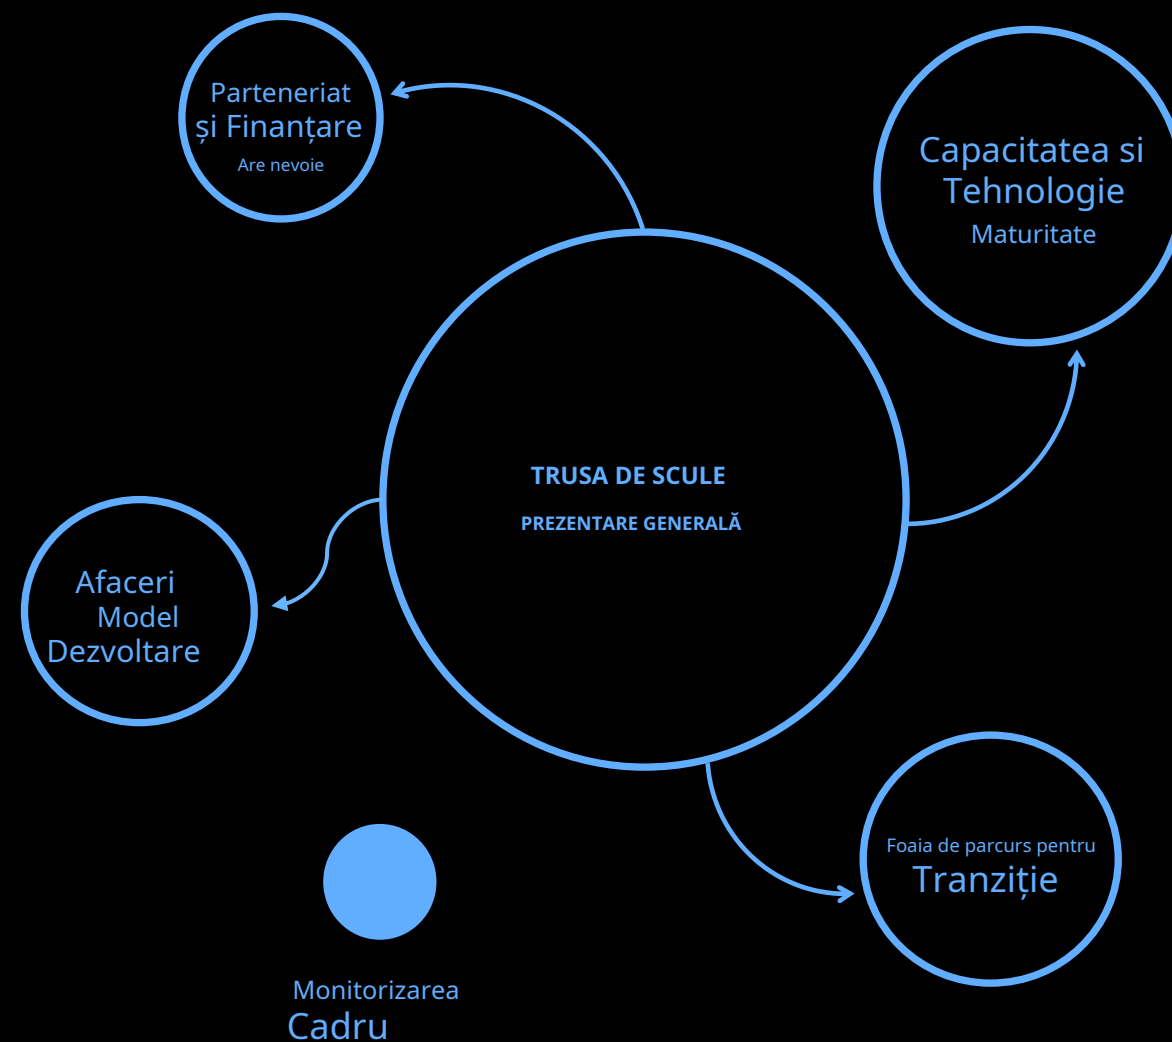 Parteneriat
și Finanțare
Are nevoie
Capacitatea si
Tehnologie
Maturitate
TRUSA DE SCULE
PREZENTARE GENERALĂ
Afaceri
Model
Dezvoltare
Foaia de parcurs pentru
Tranziție
Monitorizarea
Cadru